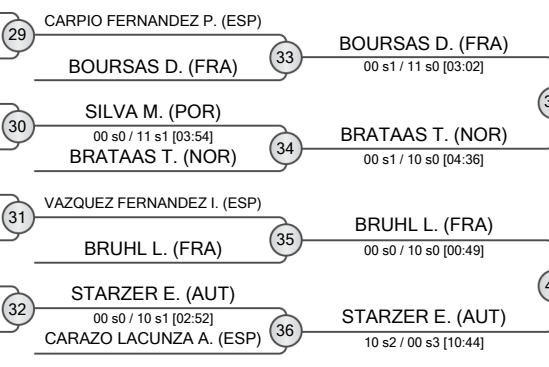 29
CARPIO FERNANDEZ P. (ESP)
BOURSAS D. (FRA)
33
BOURSAS D. (FRA)
00 s1 / 11 s0 [03:02]
30
SILVA M. (POR)
00 s0 / 11 s1 [03:54]
BRATAAS T. (NOR)
34
BRATAAS T. (NOR)
00 s1 / 10 s0 [04:36]
31
VAZQUEZ FERNANDEZ I. (ESP)
BRUHL L. (FRA)
35
BRUHL L. (FRA)
00 s0 / 10 s0 [00:49]
32
STARZER E. (AUT)
00 s0 / 10 s1 [02:52]
CARAZO LACUNZA A. (ESP)
36
STARZER E. (AUT)
10 s2 / 00 s3 [10:44]